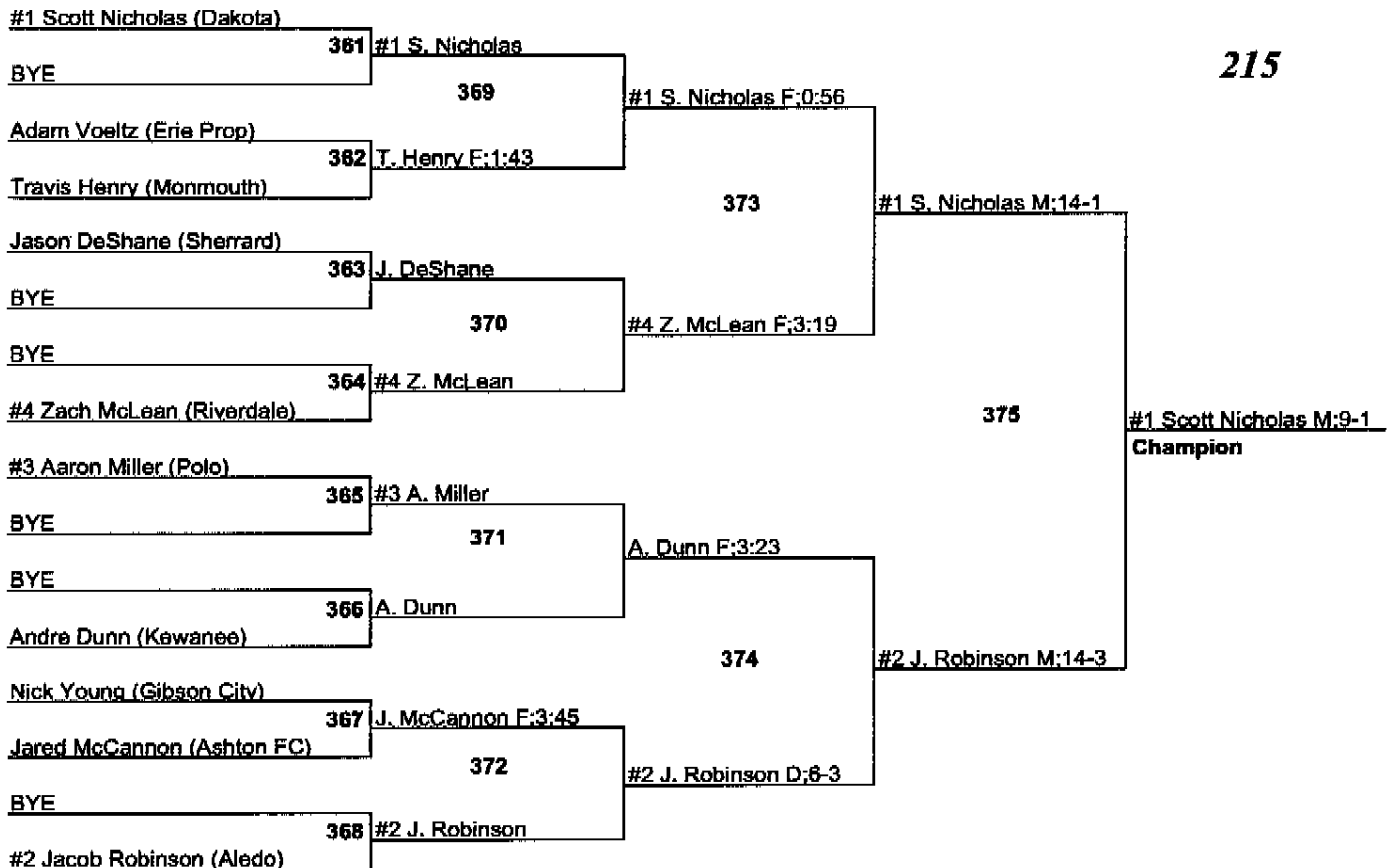 #1 Scott Nicholas (Dakota)
361 #1 S. Nicholas
BYE
215
369
#1 S. Nicholas F;0:56
Adam Voeltz (Erie Prop)
362 T. Henry F;1:43
Travis Henry (Monmouth)
373
#1 S. Nicholas M;14-1
Jason DeShane (Sherrard)
363 J. DeShane
BYE
370
#4 Z. McLean F;3:19
BYE
364 #4 Z. McLean
#4 Zach McLean (Riverdale)
375
#1 Scott Nicholas M;9-1
Champion
#3 Aaron Miller (Polo)
365 #3 A. Miller
BYE
371
A. Dunn F;3:23
BYE
366 A. Dunn
Andre Dunn (Kewanee)
374
#2 J. Robinson M;14-3
Nick Young (Gibson City)
367 J. McCannon F;3:45
Jared McCannon (Ashton FC)
372
#2 J. Robinson D;6-3
BYE
368 #2 J. Robinson
#2 Jacob Robinson (Aledo)